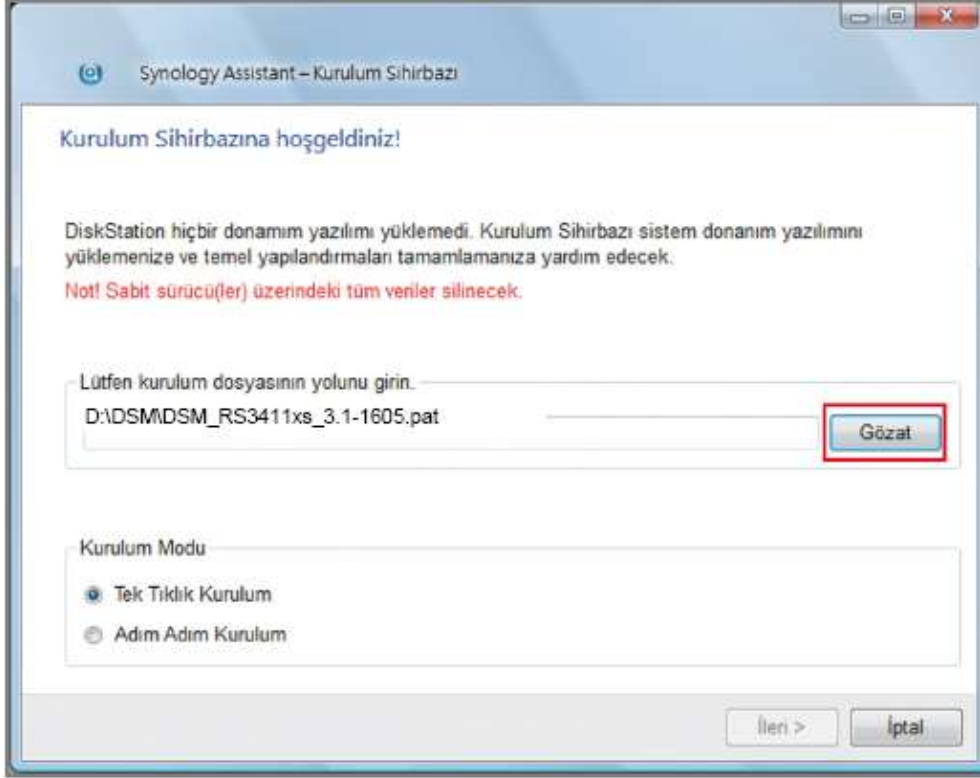 Synology Assistant – Kurulum Sihirbazı
Kurulum Sihirbazına hoşgeldiniz!
DiskStation hiçbir donamım yazılımı yüklemedi. Kurulum Sihirbazı sistem donanım yazılımını
yüklemenize ve temel yapılandırmaları tamamlamanıza yardım edecek.
Not! Sabit sürücü(ler) üzerindeki tüm veriler silinecek.
Lütfen kurulum dosyasının yolunu girin.
D:\DSM\DSM_RS3411xs_3.1-1605.pat
Gözat
Kurulum Modu
Tek Tıklık Kurulum
Adım Adım Kurulum
İleri >
İptal